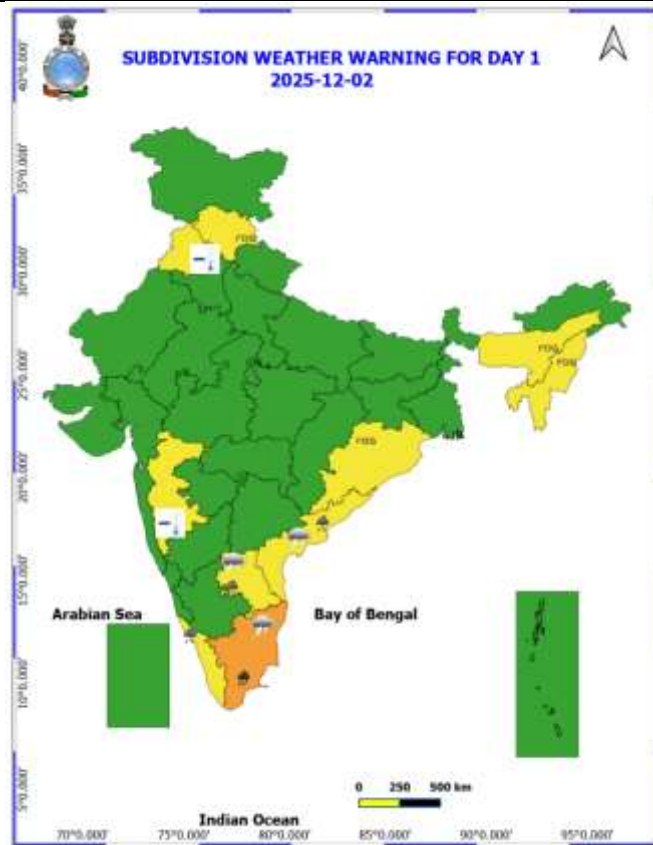 SUBDIVISION WEATHER WARNING FOR DAY 1
2025-12-02
40°0.000'
35°0.000'
30°0.000'
25°0.000'
20°0.000'
15°0.000'
10°0.000'
5°0.000'
FOG
FOG
FOG
FOG
Arabian Sea
Bay of Bengal
0 250 500 km
Indian Ocean
70°0.000' 75°0.000' 80°0.000' 85°0.000' 90°0.000' 95°0.000'